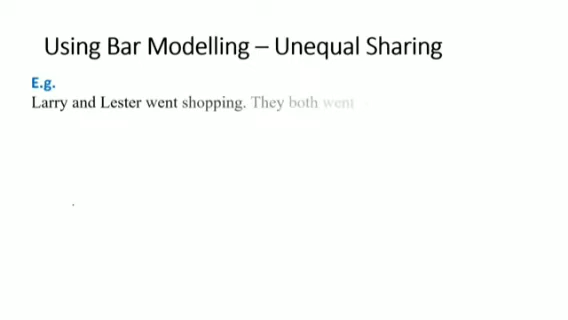 Using Bar Modelling – Unequal Sharing
E.g.
Larry and Lester went shopping. They both went